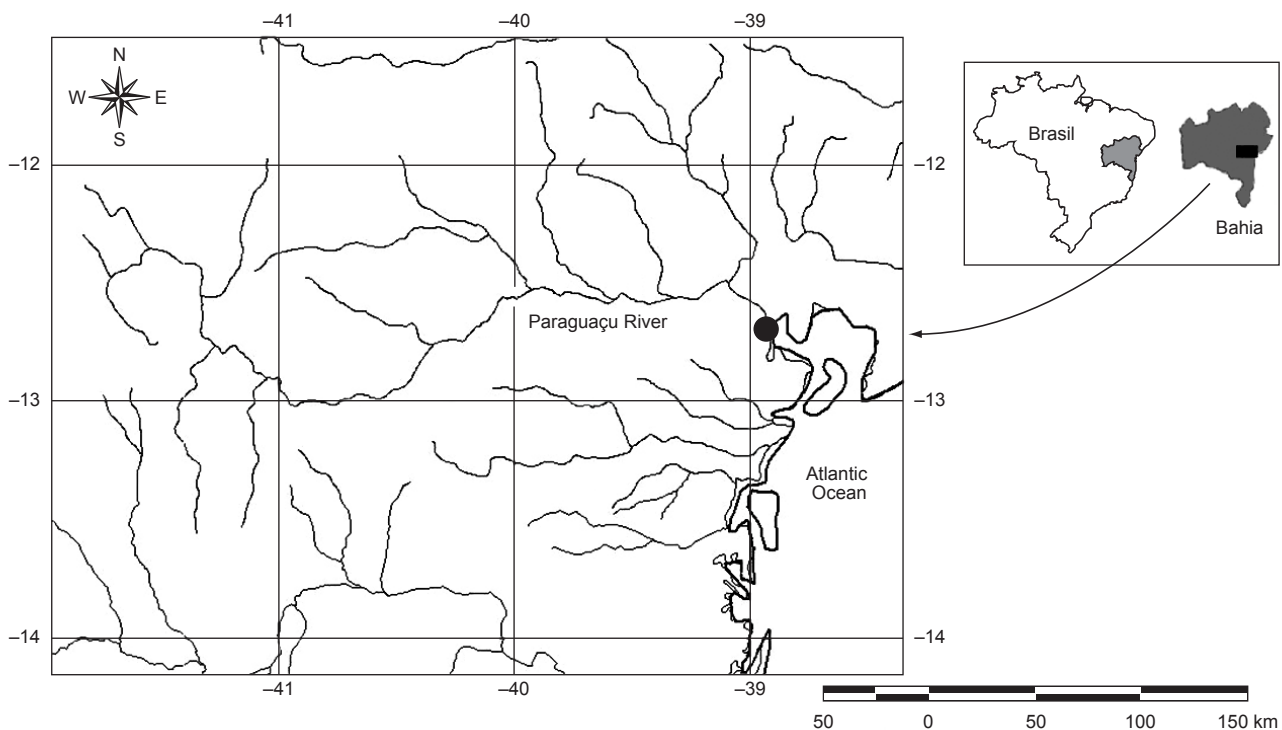 –41 –40 –39
N
W E
S
–12 –12
Brasil
Bahia
Paraguaçu River
–13 –13
Atlantic
Ocean
–14 –14
–41 –40 –39
50 0 50 100 150 km